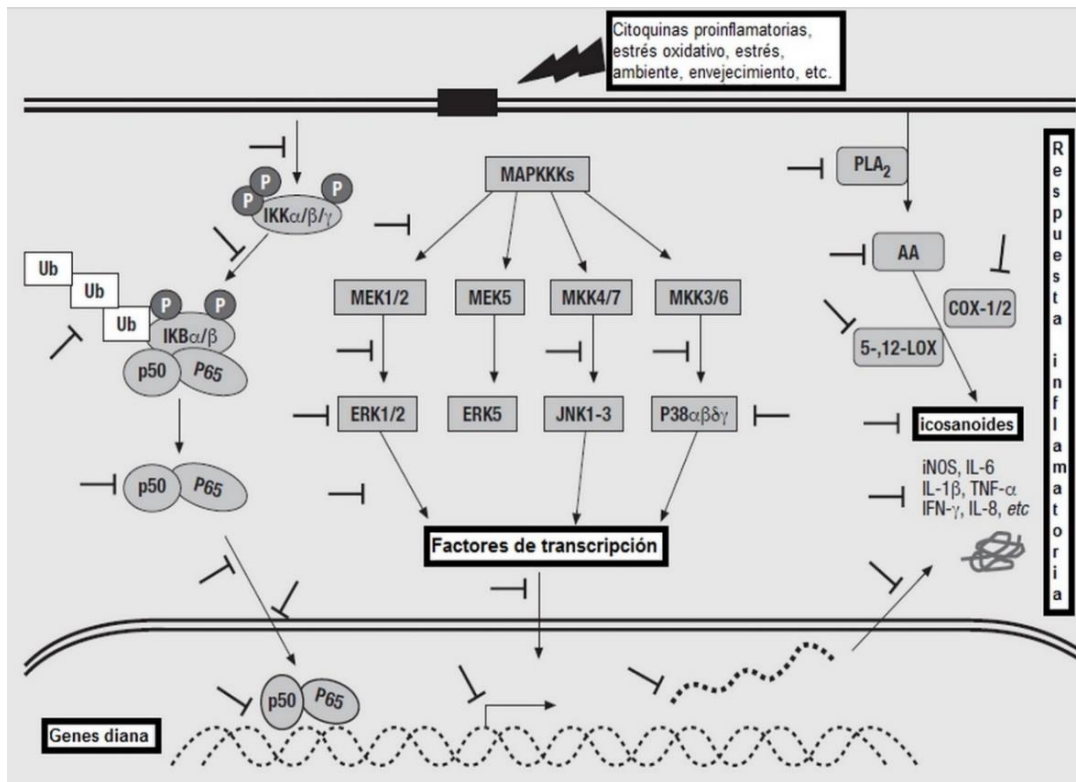 Citoquinas proinflamatorias,
estrés oxidativo, estrés,
ambiente, envejecimiento, etc.
P
P
P
IKKα/β/γ
Ub
Ub
Ub
P
P
IKBα/β
p50
P65
p50
P65
p50
P65
MAPKKKs
MEK1/2
MEK5
MKK4/7
MKK3/6
ERK1/2
ERK5
JNK1-3
P38αβδγ
Factores de transcripción
PLA2
AA
COX-1/2
5-,12-LOX
icosanoides
iNOS, IL-6
IL-1β, TNF-α
IFN-γ, IL-8, etc
Respuesta inflamatoria
Genes diana